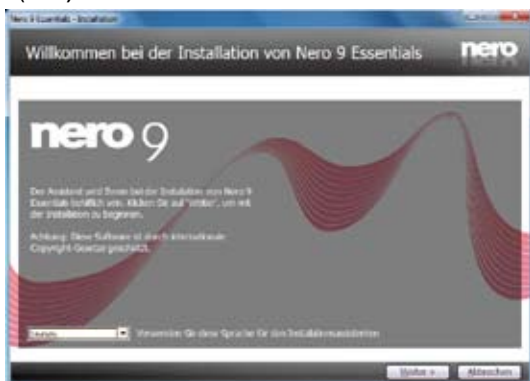 Nero 9 Essentials - Installation
Willkommen bei der Installation von Nero 9 Essentials
nero
nero 9
Der Assistent wird Ihnen bei der Installation von Nero 9
Essentials behilflich sein. Klicken Sie auf "Weiter", um mit
der Installation zu beginnen.
Achtung: Diese Software ist durch internationale
Copyright-Gesetze geschützt.
Verwenden Sie diese Sprache für den Installationsassistenten
Weiter >
Abbrechen